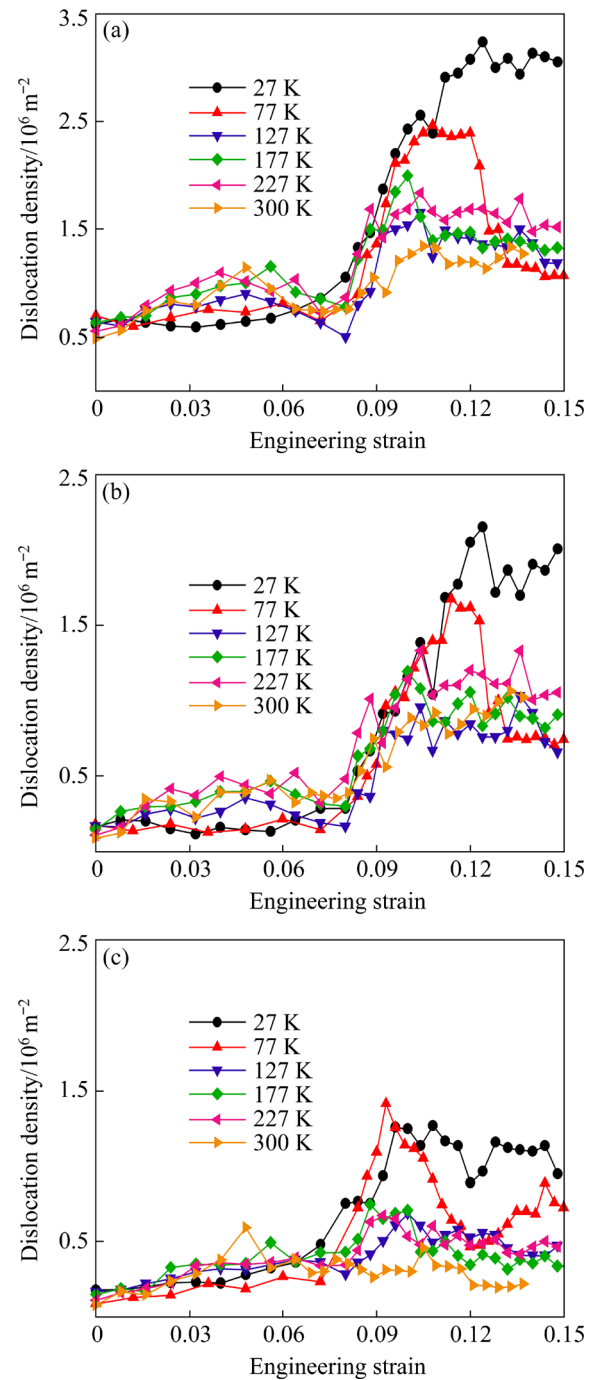 (a)
3.5
2.5
1.5
0.5
Dislocation density/10⁶ m⁻²
27 K
77 K
127 K
177 K
227 K
300 K
0 0.03 0.06 0.09 0.12 0.15
Engineering strain
(b)
2.5
1.5
0.5
Dislocation density/10⁶ m⁻²
27 K
77 K
127 K
177 K
227 K
300 K
0 0.03 0.06 0.09 0.12 0.15
Engineering strain
(c)
2.5
1.5
0.5
Dislocation density/10⁶ m⁻²
27 K
77 K
127 K
177 K
227 K
300 K
0 0.03 0.06 0.09 0.12 0.15
Engineering strain